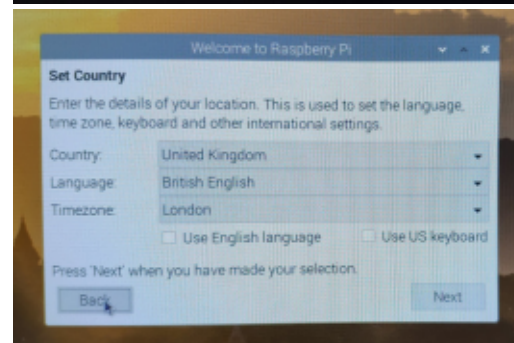 Welcome to Raspberry Pi
Set Country
Enter the details of your location. This is used to set the language,
time zone, keyboard and other international settings.
Country: United Kingdom
Language: British English
Timezone: London
Use English language Use US keyboard
Press 'Next' when you have made your selection.
Back Next